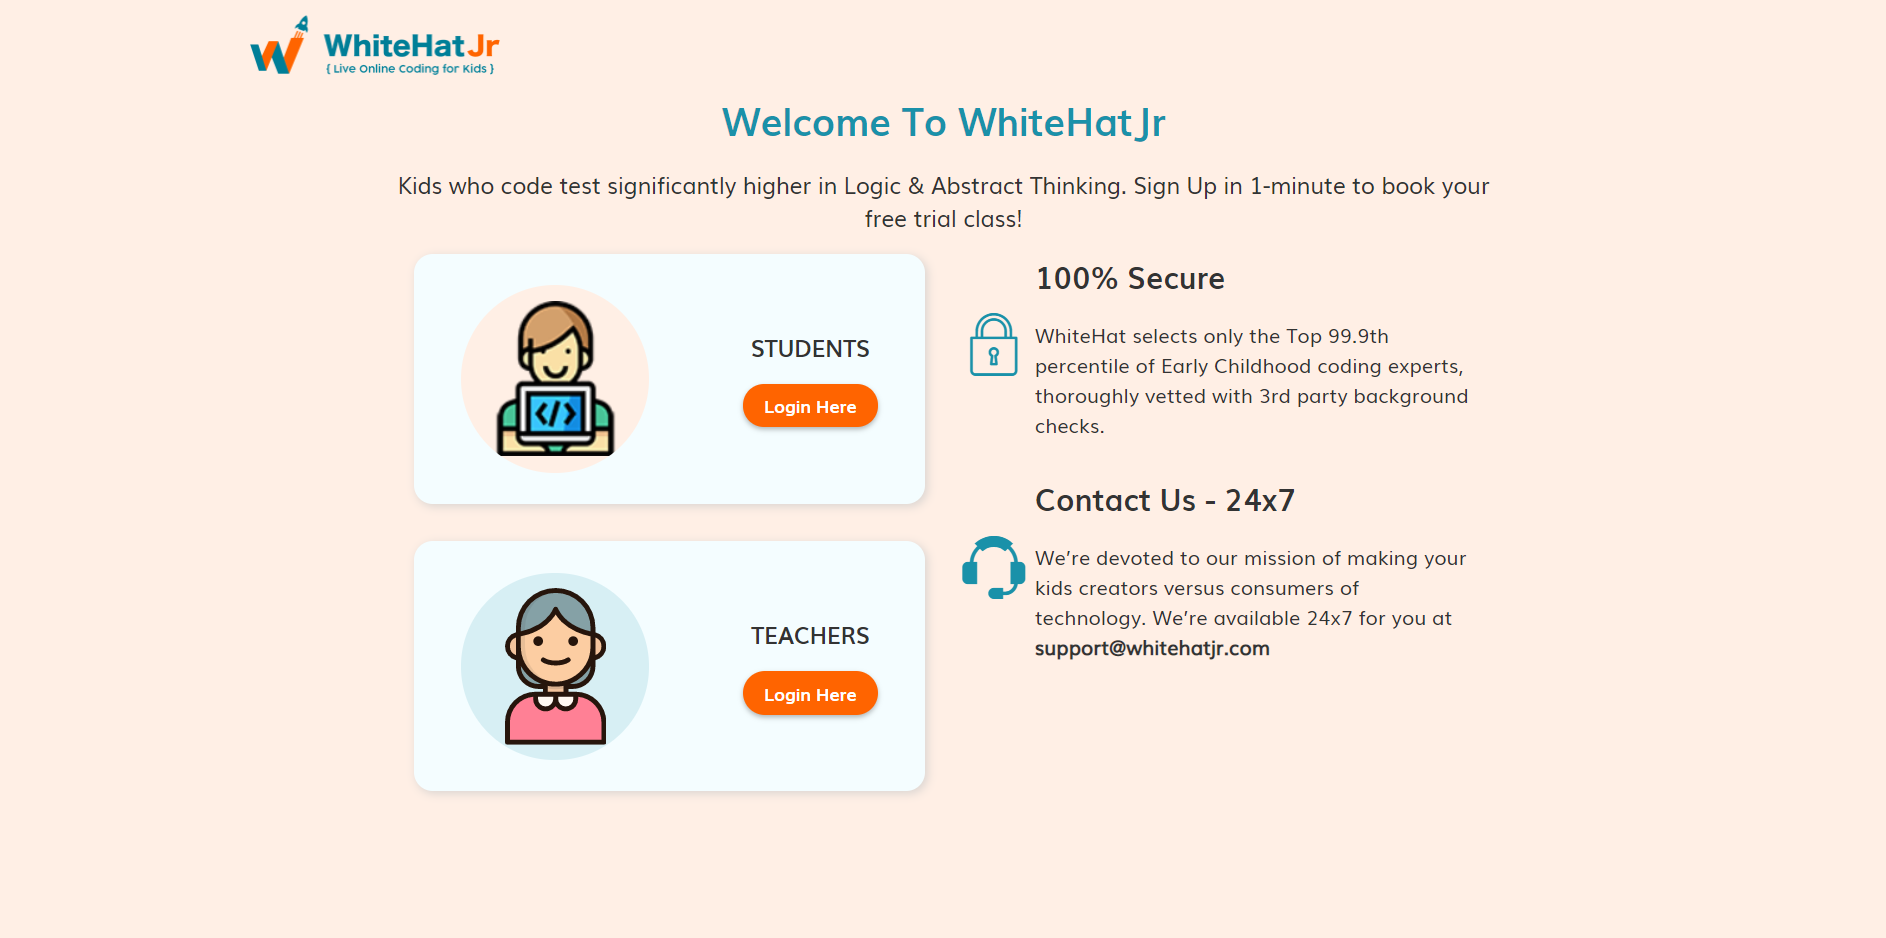 WhiteHat Jr
{ Live Online Coding for Kids }
Welcome To WhiteHatJr
Kids who code test significantly higher in Logic & Abstract Thinking. Sign Up in 1-minute to book your
free trial class!
STUDENTS
Login Here
TEACHERS
Login Here
100% Secure
WhiteHat selects only the Top 99.9th
percentile of Early Childhood coding experts,
thoroughly vetted with 3rd party background
checks.
Contact Us - 24x7
We’re devoted to our mission of making your
kids creators versus consumers of
technology. We’re available 24x7 for you at
support@whitehatjr.com